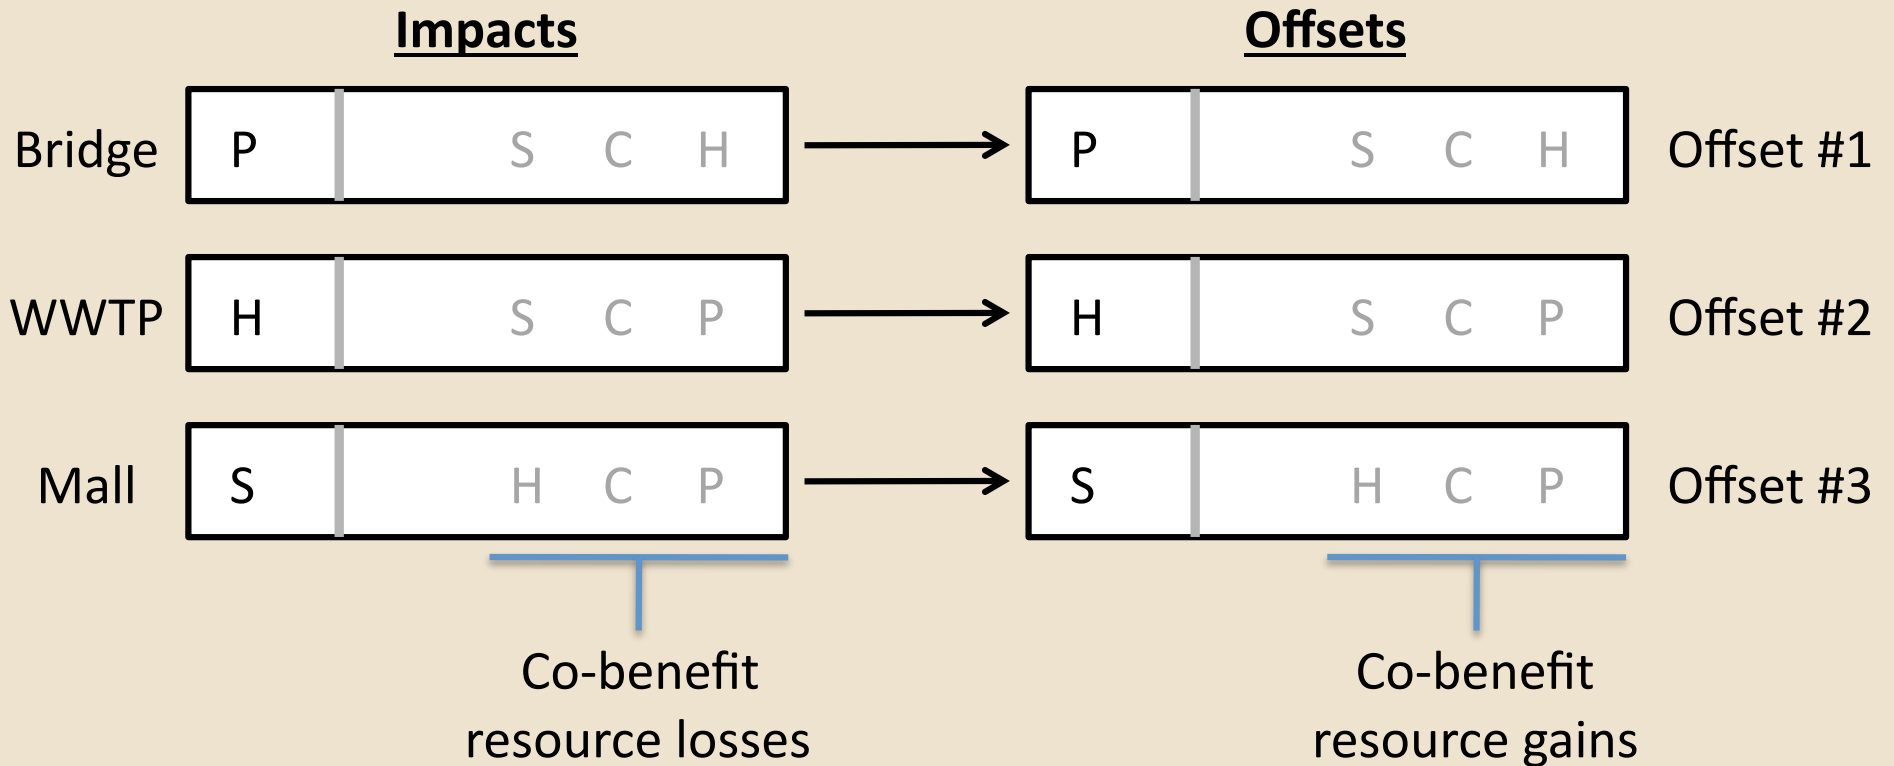 Impacts Offsets
Bridge P S C H P S C H Offset #1
WWTP H S C P H S C P Offset #2
Mall S H C P S H C P Offset #3
Co-benefit Co-benefit
resource losses resource gains